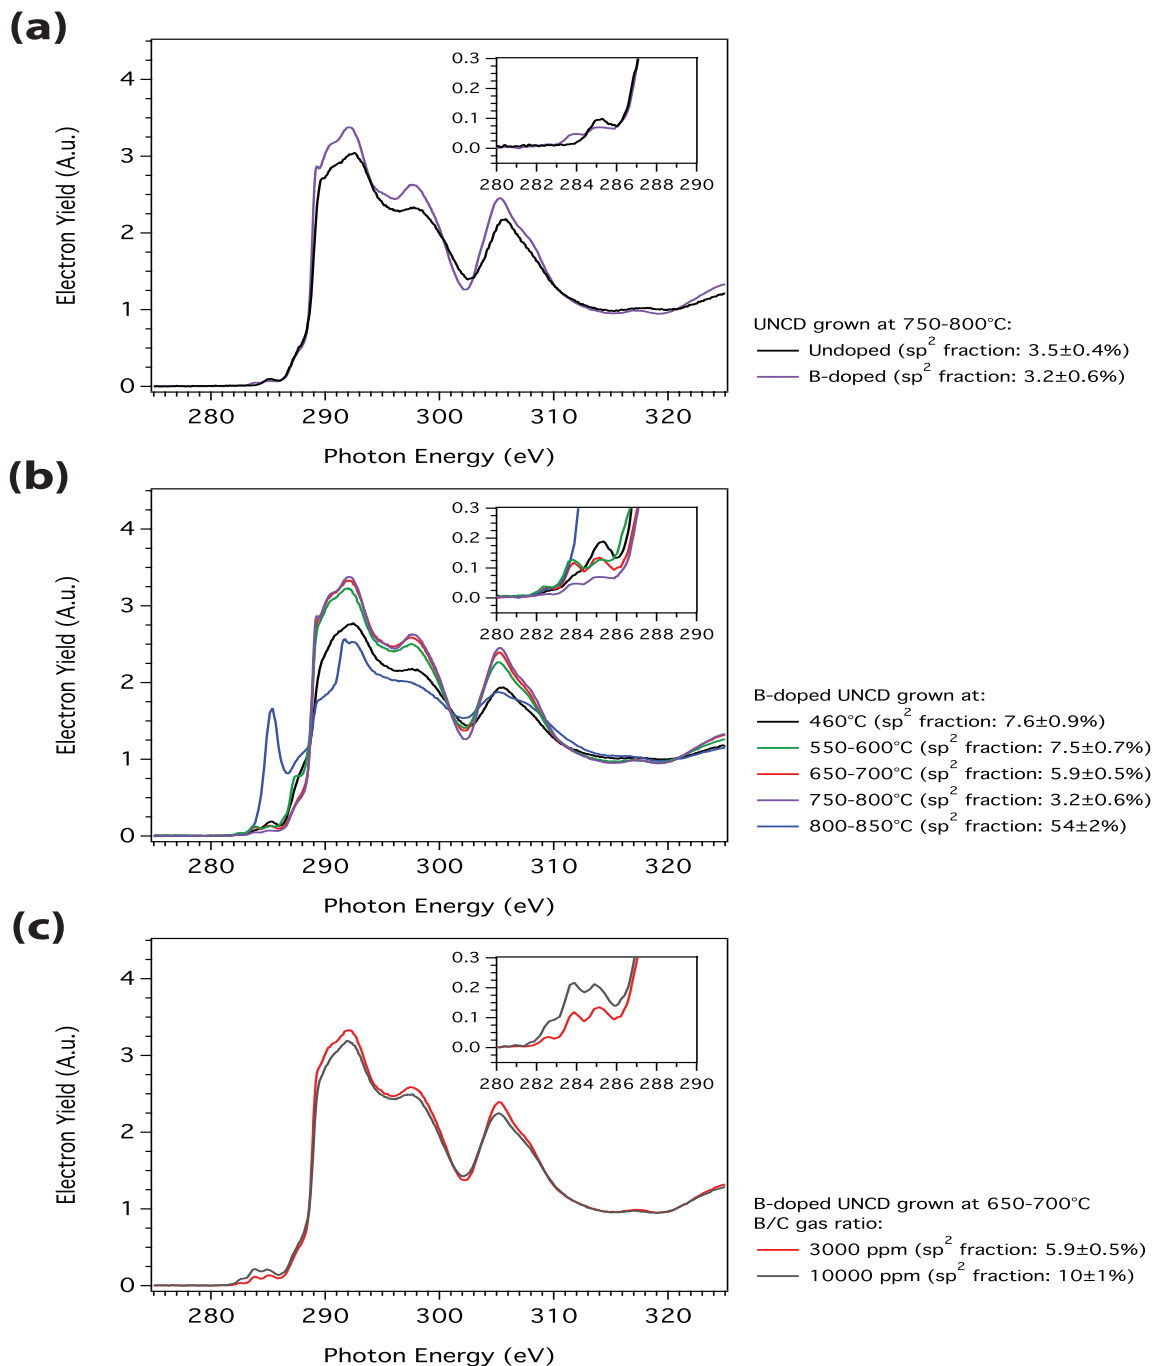 (a)
Electron Yield (A.u.)
4
3
2
1
0
0.3
0.2
0.1
0.0
280 282 284 286 288 290
280 290 300 310 320
Photon Energy (eV)
UNCD grown at 750-800°C:
Undoped (sp² fraction: 3.5±0.4%)
B-doped (sp² fraction: 3.2±0.6%)
(b)
Electron Yield (A.u.)
4
3
2
1
0
0.3
0.2
0.1
0.0
280 282 284 286 288 290
280 290 300 310 320
Photon Energy (eV)
B-doped UNCD grown at:
460°C (sp² fraction: 7.6±0.9%)
550-600°C (sp² fraction: 7.5±0.7%)
650-700°C (sp² fraction: 5.9±0.5%)
750-800°C (sp² fraction: 3.2±0.6%)
800-850°C (sp² fraction: 54±2%)
(c)
Electron Yield (A.u.)
4
3
2
1
0
0.3
0.2
0.1
0.0
280 282 284 286 288 290
280 290 300 310 320
Photon Energy (eV)
B-doped UNCD grown at 650-700°C
B/C gas ratio:
3000 ppm (sp² fraction: 5.9±0.5%)
10000 ppm (sp² fraction: 10±1%)